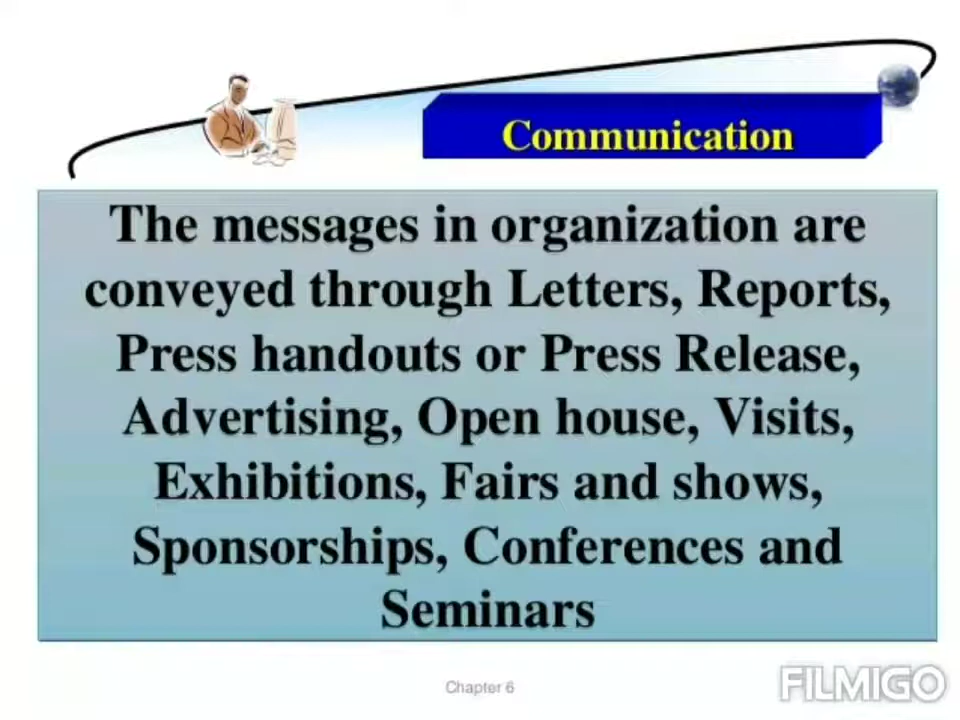 Communication
The messages in organization are
conveyed through Letters, Reports,
Press handouts or Press Release,
Advertising, Open house, Visits,
Exhibitions, Fairs and shows,
Sponsorships, Conferences and
Seminars
Chapter 6
FILMIGO